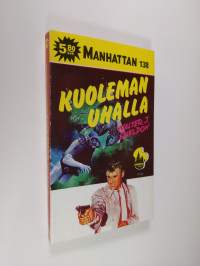 5.80
MANHATTAN 138
KUOLEMAN
UHALLA
WALTER J.
SHELDON